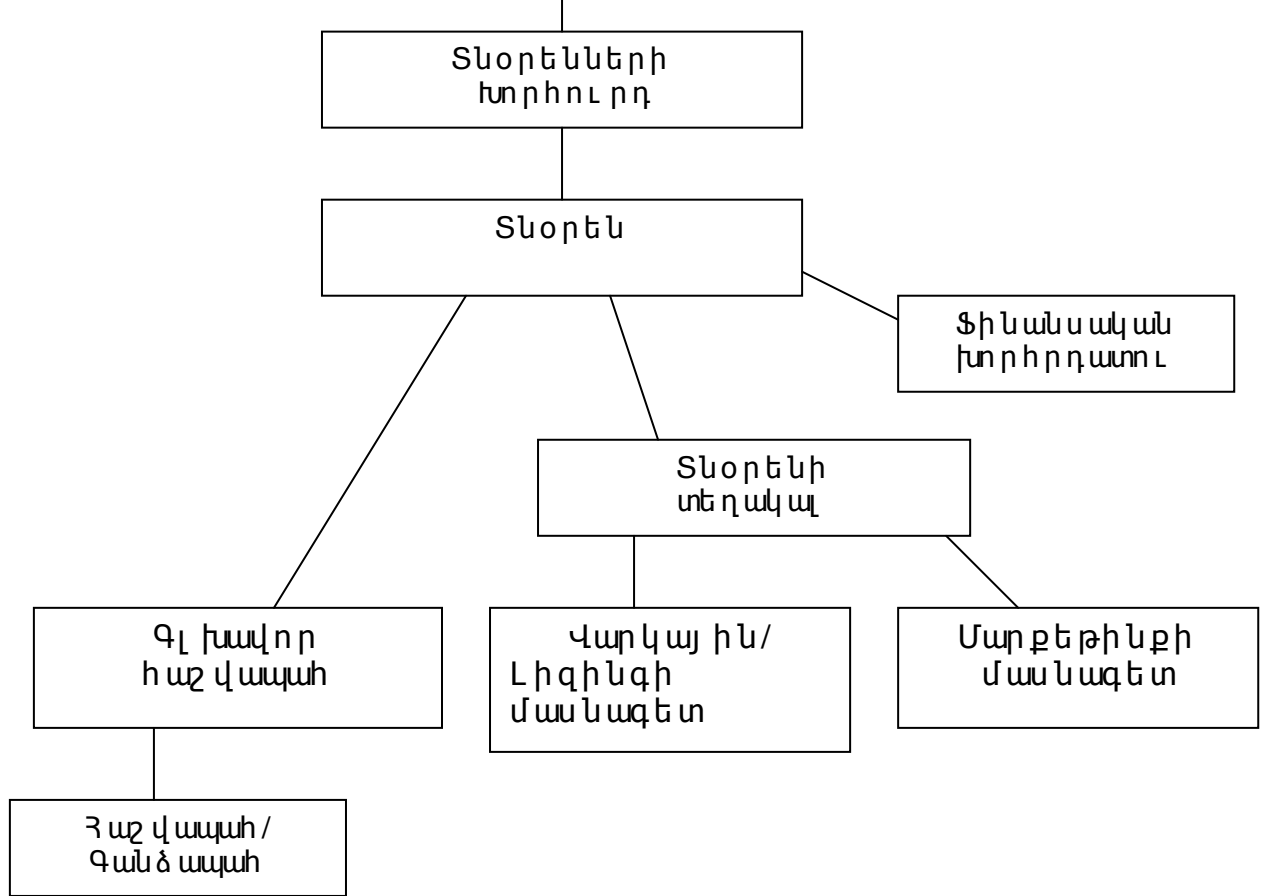 Տնօրենների
Խորհուրդ
Տնօրեն
Ֆինանսական
խորհրդատու
Տնօրենի
տեղակալ
Գլխավոր
հաշվապահ
Վարկային/
Լիզինգի
մասնագետ
Մարքեթինքի
մասնագետ
Հաշվապահ/
Գանձապահ